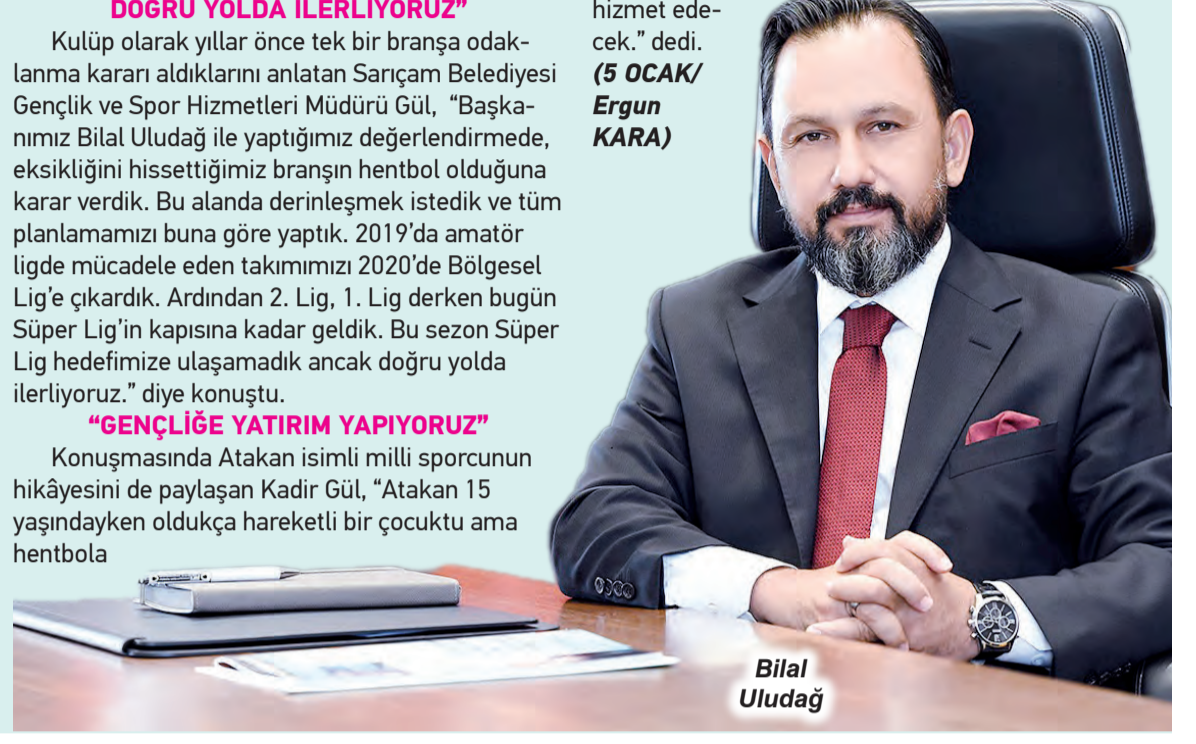 DOĞRU YOLDA İLERLİYORUZ”
Kulüp olarak yıllar önce tek bir branşa odak-
lanma kararı aldıklarını anlatan Sarıçam Belediyesi
Gençlik ve Spor Hizmetleri Müdürü Gül, “Başka-
nımız Bilal Uludağ ile yaptığımız değerlendirmede,
eksikliğini hissettiğimiz branşın hentbol olduğuna
karar verdik. Bu alanda derinleşmek istedik ve tüm
planlamamızı buna göre yaptık. 2019’da amatör
ligde mücadele eden takımımızı 2020’de Bölgesel
Lig’e çıkardık. Ardından 2. Lig, 1. Lig derken bugün
Süper Lig’in kapısına kadar geldik. Bu sezon Süper
Lig hedefimize ulaşamadık ancak doğru yolda
ilerliyoruz.” diye konuştu.
“GENÇLİĞE YATIRIM YAPIYORUZ”
Konuşmasında Atakan isimli milli sporcunun
hikâyesini de paylaşan Kadir Gül, “Atakan 15
yaşındayken oldukça hareketli bir çocuktu ama
hentbola
hizmet ede-
cek.” dedi.
(5 OCAK/
Ergun
KARA)
Bilal
Uludağ